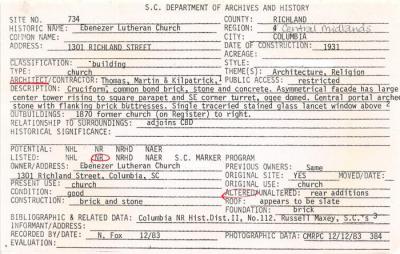 S.C. DEPARTMENT OF ARCHIVES AND HISTORY
SITE NO.: 734 COUNTY: RICHLAND
HISTORIC NAME: Ebenezer Lutheran Church REGION: 4 Central Midlands
COMMON NAME: CITY: COLUMBIA
ADDRESS: 1301 RICHLAND STREET DATE OF CONSTRUCTION: 1931
ACREAGE:
CLASSIFICATION: building STYLE:
TYPE: church THEME(S): Architecture, Religion
ARCHITECT/CONTRACTOR: Thomas, Martin & Kilpatrick, PUBLIC ACCESS: restricted
DESCRIPTION: Cruciform, common bond brick, stone and concrete. Asymmetrical facade has large
center tower rising to square parapet and SE corner turret, ogee domed. Central portal arched
stone with flanking brick buttresses. Single traceried stained glass lancet window above
OUTBUILDINGS: 1870 former church (on Register) to right.
RELATIONSHIP TO SURROUNDINGS: adjoins CBD
HISTORICAL SIGNIFICANCE:
POTENTIAL: NHL NR NRHD NAER
LISTED: NHL NR NRHD NAER S.C. MARKER PROGRAM
OWNER/ADDRESS: Ebenezer Lutheran Church PREVIOUS OWNERS: Same
1301 Richland Street, Columbia, SC ORIGINAL SITE: YES MOVED/DATE:
PRESENT USE: church ORIGINAL USE: church
CONDITION: good ALTERED/UNALTERED: rear additions
CONSTRUCTION: brick and stone ROOF: appears to be slate
FOUNDATION: brick
BIBLIOGRAPHIC & RELATED DATA: Columbia NR Hist.Dist.II, No.112. Russell Maxey, S.C.'s 3
INFORMANT/ADDRESS:
RECORDED BY/DATE: N. Fox 12/83 PHOTOGRAPHIC DATA: CMRPC 12/12/83 384
EVALUATION: